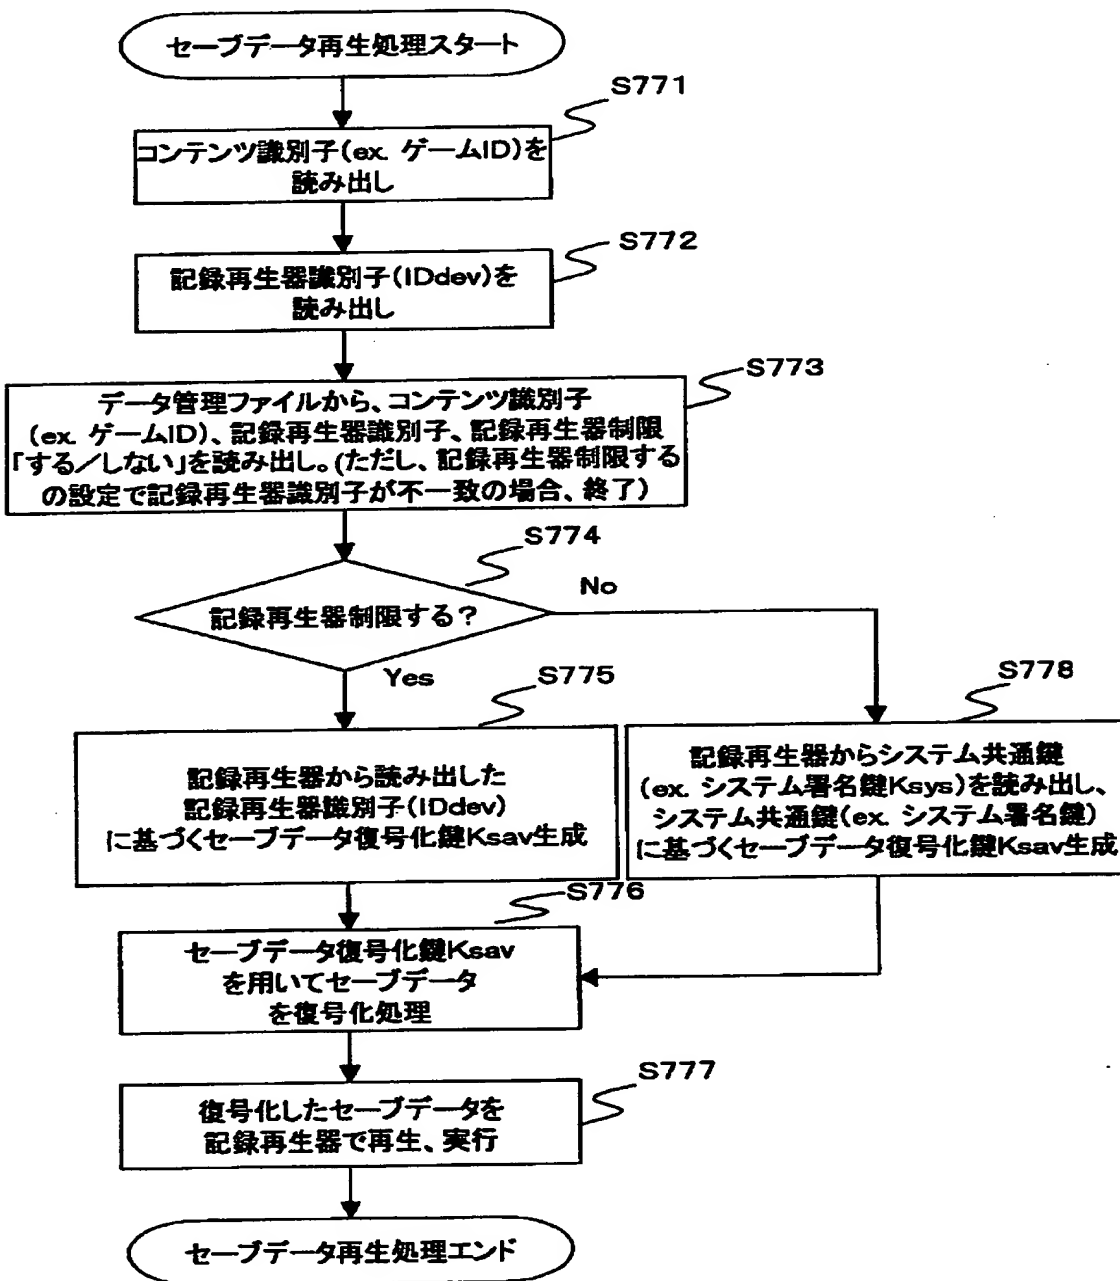 セーブデータ再生処理スタート
S771
コンテンツ識別子(ex. ゲームID)を
読み出し
S772
記録再生器識別子(IDdev)を
読み出し
S773
データ管理ファイルから、コンテンツ識別子
(ex. ゲームID)、記録再生器識別子、記録再生器制限
「する/しない」を読み出し。(ただし、記録再生器制限する
の設定で記録再生器識別子が不一致の場合、終了)
S774
記録再生器制限する?
No
Yes
S775
記録再生器から読み出した
記録再生器識別子(IDdev)
に基づくセーブデータ復号化鍵Ksav生成
S778
記録再生器からシステム共通鍵
(ex. システム署名鍵Ksys)を読み出し、
システム共通鍵(ex. システム署名鍵)
に基づくセーブデータ復号化鍵Ksav生成
S776
セーブデータ復号化鍵Ksav
を用いてセーブデータ
を復号化処理
S777
復号化したセーブデータを
記録再生器で再生、実行
セーブデータ再生処理エンド